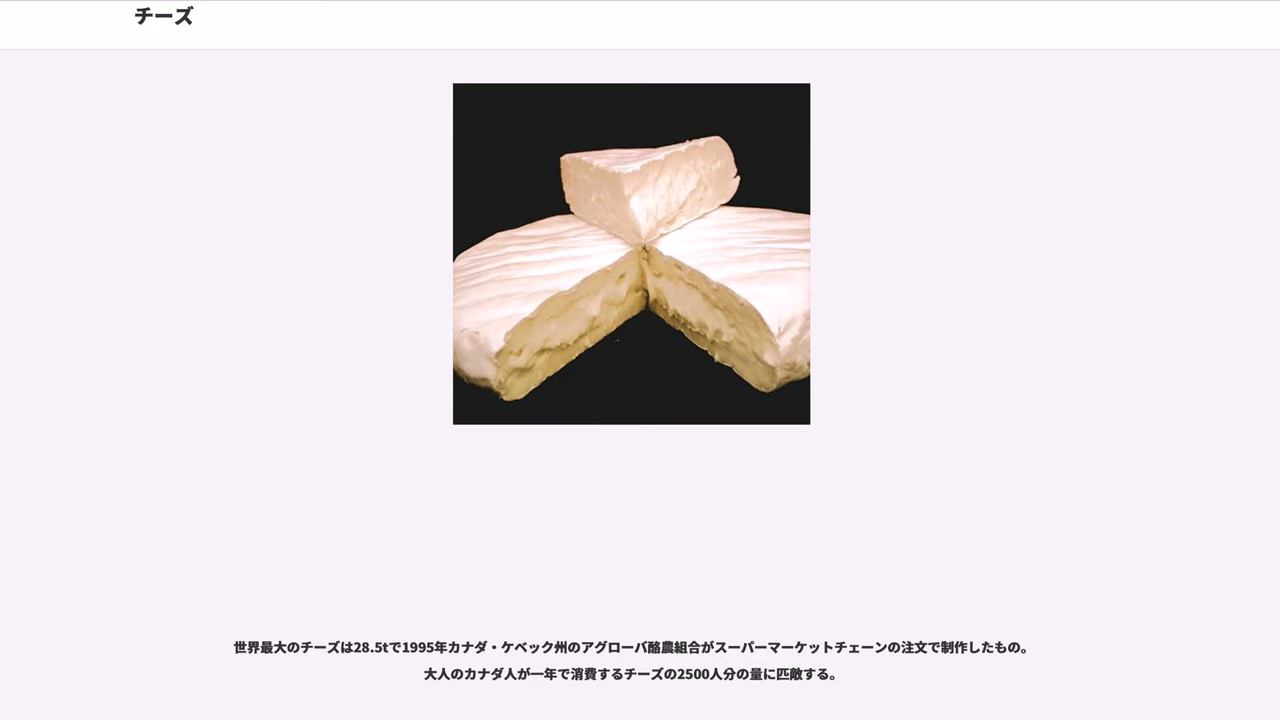 チーズ
世界最大のチーズは28.5tで1995年カナダ・ケベック州のアグローパ酪農組合がスーパーマーケットチェーンの注文で制作したもの。
大人のカナダ人が一年で消費するチーズの2500人分の量に匹敵する。